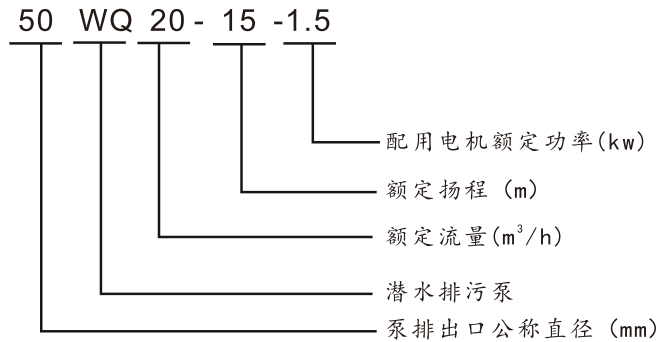 50 WQ 20 - 15 -1.5
配用电机额定功率(kw)
额定扬程 (m)
额定流量(m³/h)
潜水排污泵
泵排出口公称直径 (mm)